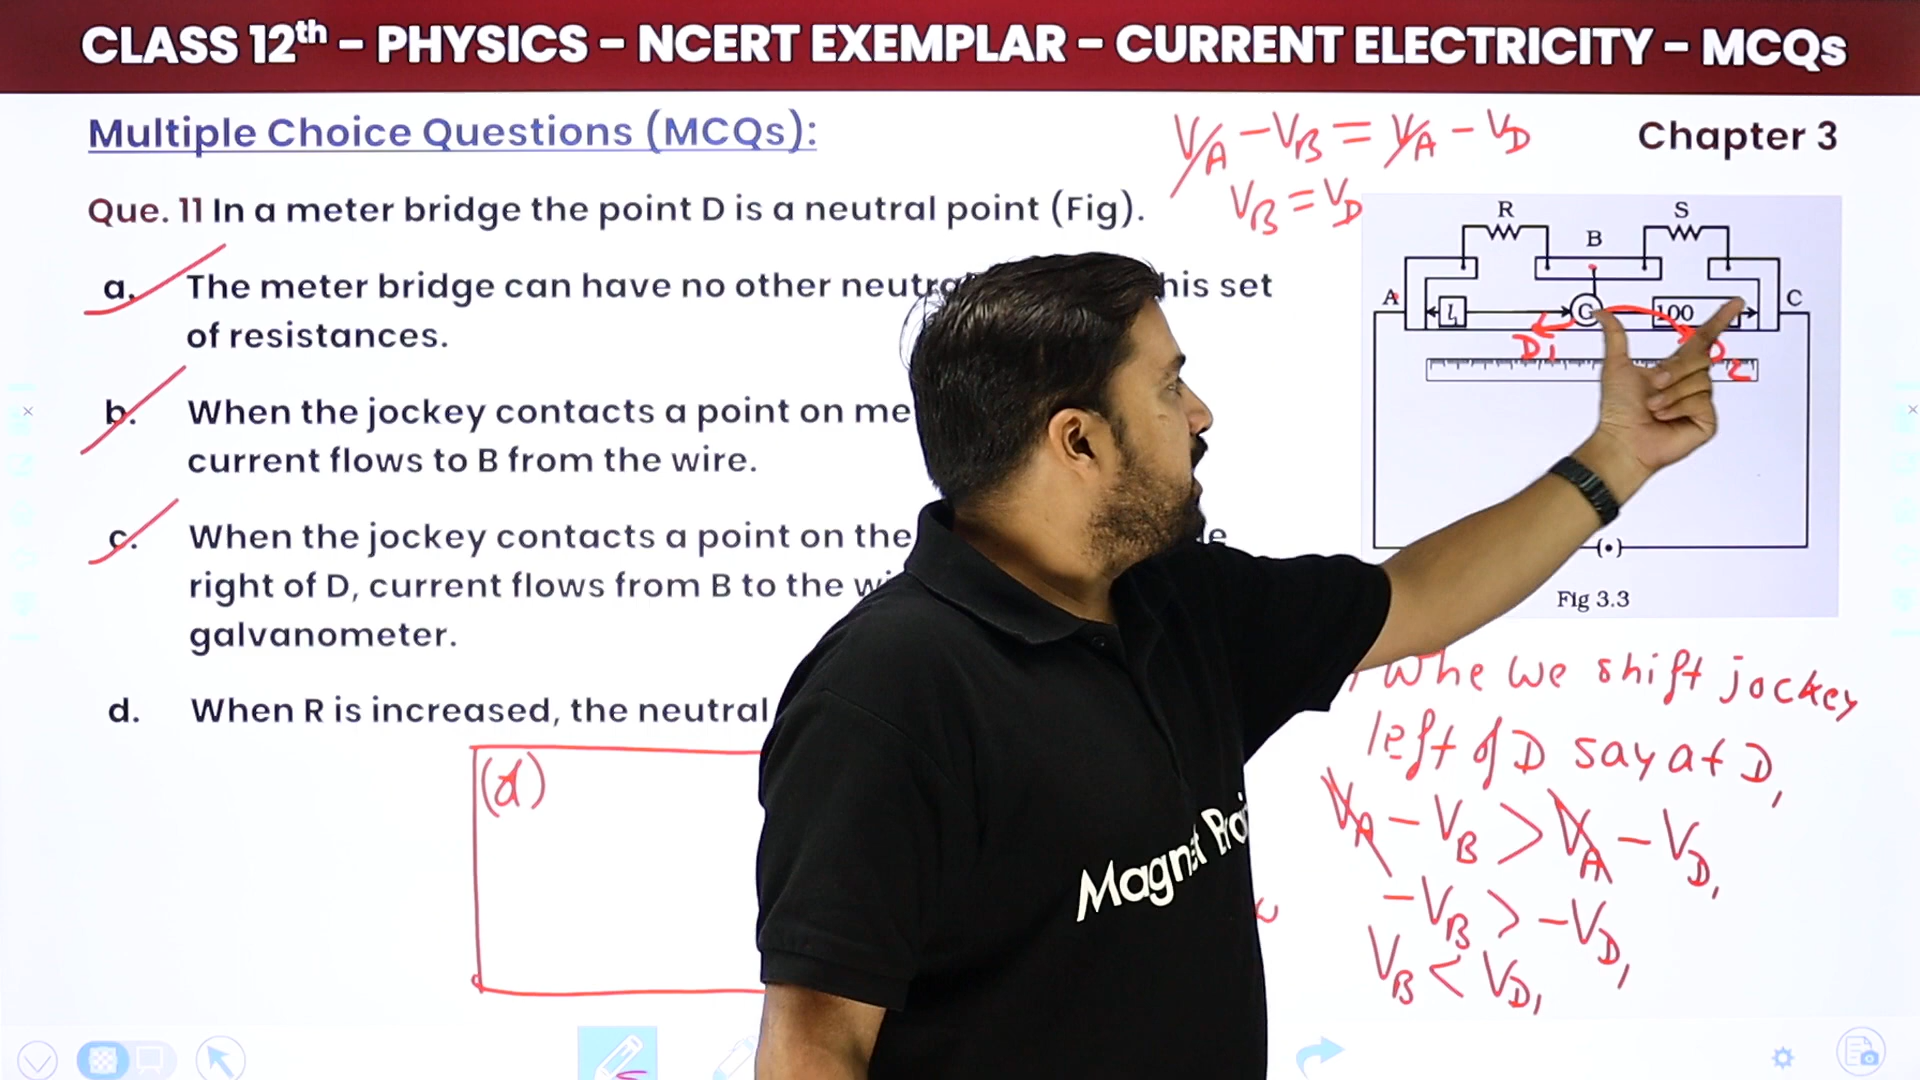 CLASS 12th – PHYSICS – NCERT EXEMPLAR – CURRENT ELECTRICITY – MCQs
Multiple Choice Questions (MCQs):
Chapter 3
VA – VB = VA – VD
VB = VD
Que. 11 In a meter bridge the point D is a neutral point (Fig).
a. The meter bridge can have no other his set
of resistances.
b. When the jockey contacts a point on
current flows to B from the wire.
c. When the jockey contacts a point on the
right of D, current flows from B to the
galvanometer.
d. When R is increased, the neutral
(d)
R S
B
A C
l1 G 100
D1
2
Fig 3.3
Whe we shift jockey
left of D say at D1
VA – VB > VA – VD1
– VB > – VD1
VB < VD1
Magnet